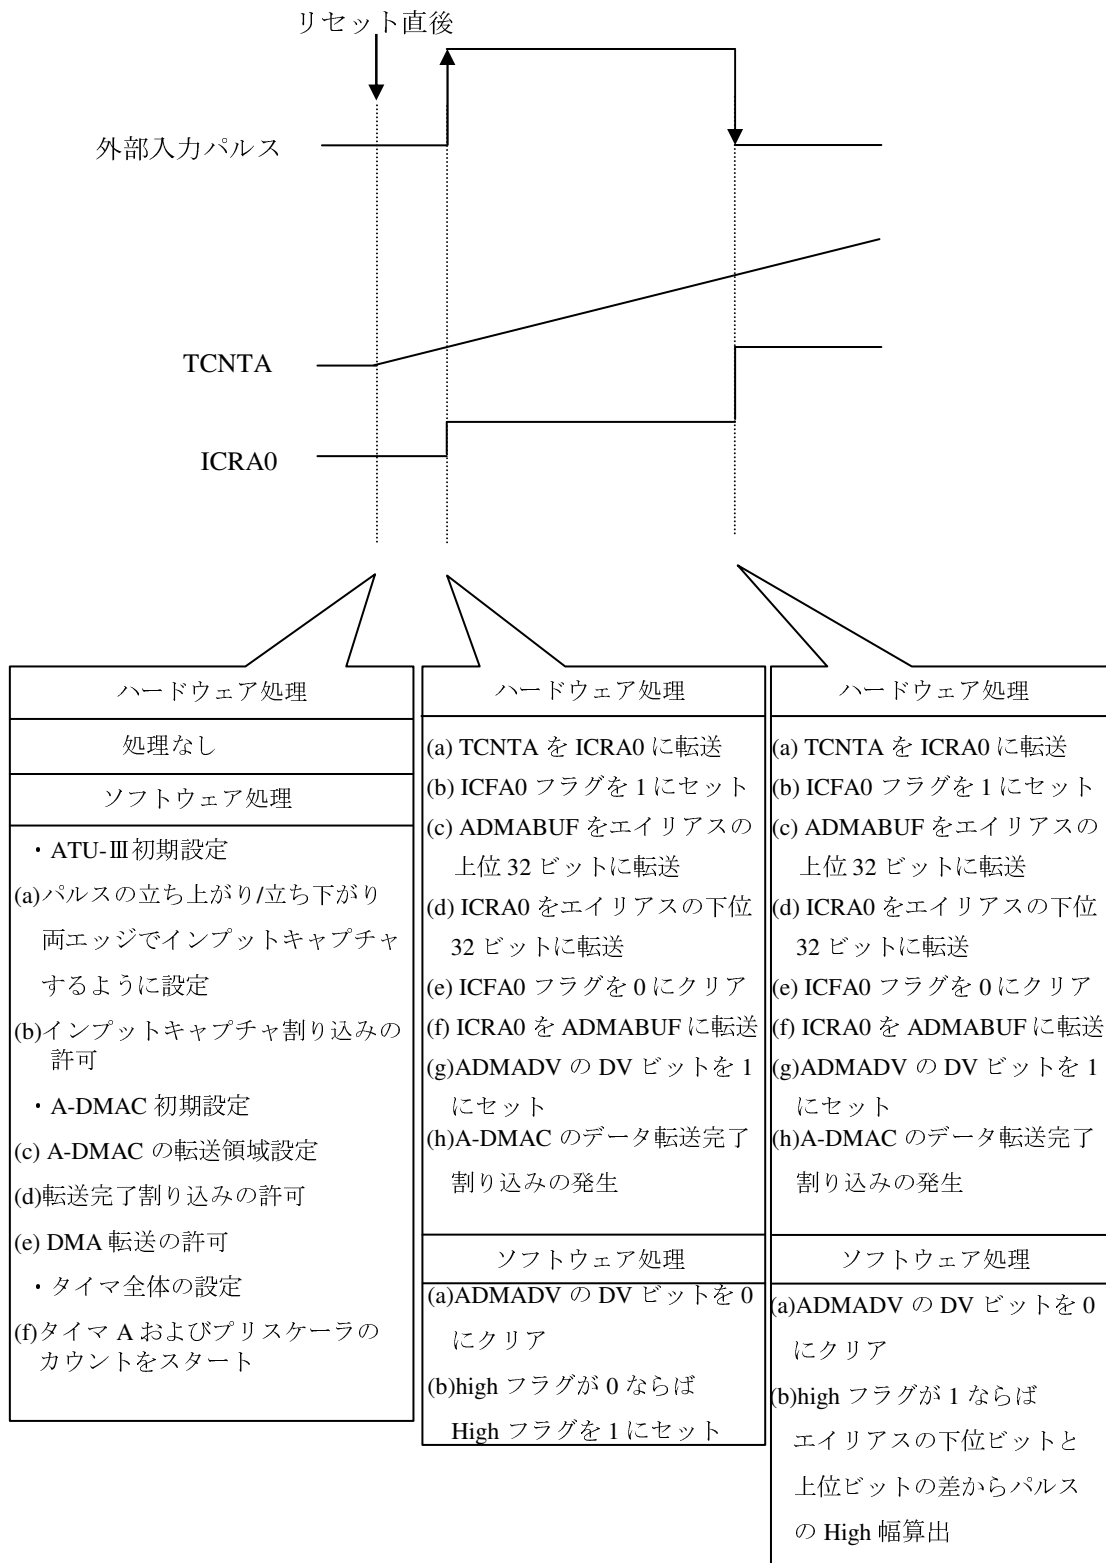 リセット直後
外部入力パルス
TCNTA
ICRA0
ハードウェア処理
処理なし
ソフトウェア処理
・ATU-Ⅲ初期設定
(a)パルスの立ち上がり/立ち下がり
両エッジでインプットキャプチャ
するように設定
(b)インプットキャプチャ割り込みの
許可
・A-DMAC 初期設定
(c) A-DMAC の転送領域設定
(d)転送完了割り込みの許可
(e) DMA 転送の許可
・タイマ全体の設定
(f)タイマ A およびプリスケーラの
カウントをスタート
ハードウェア処理
(a) TCNTA を ICRA0 に転送
(b) ICFA0 フラグを 1 にセット
(c) ADMABUF をエイリアスの
上位 32 ビットに転送
(d) ICRA0 をエイリアスの下位
32 ビットに転送
(e) ICFA0 フラグを 0 にクリア
(f) ICRA0 を ADMABUF に転送
(g)ADMADV の DV ビットを 1
にセット
(h)A-DMAC のデータ転送完了
割り込みの発生
ソフトウェア処理
(a)ADMADV の DV ビットを 0
にクリア
(b)high フラグが 0 ならば
High フラグを 1 にセット
ハードウェア処理
(a) TCNTA を ICRA0 に転送
(b) ICFA0 フラグを 1 にセット
(c) ADMABUF をエイリアスの
上位 32 ビットに転送
(d) ICRA0 をエイリアスの下位
32 ビットに転送
(e) ICFA0 フラグを 0 にクリア
(f) ICRA0 を ADMABUF に転送
(g)ADMADV の DV ビットを 1
にセット
(h)A-DMAC のデータ転送完了
割り込みの発生
ソフトウェア処理
(a)ADMADV の DV ビットを 0
にクリア
(b)high フラグが 1 ならば
エイリアスの下位ビットと
上位ビットの差からパルス
の High 幅算出